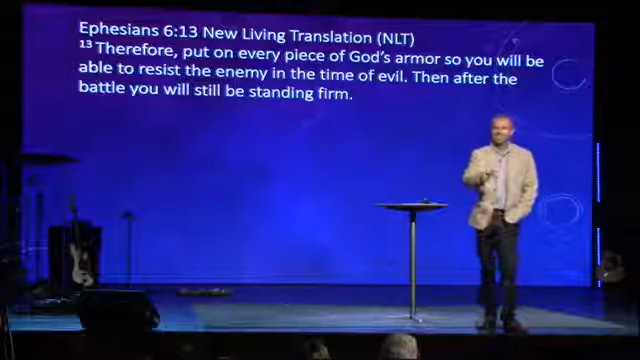 Ephesians 6:13 New Living Translation (NLT)
13 Therefore, put on every piece of God's armor so you will be
able to resist the enemy in the time of evil. Then after the
battle you will still be standing firm.